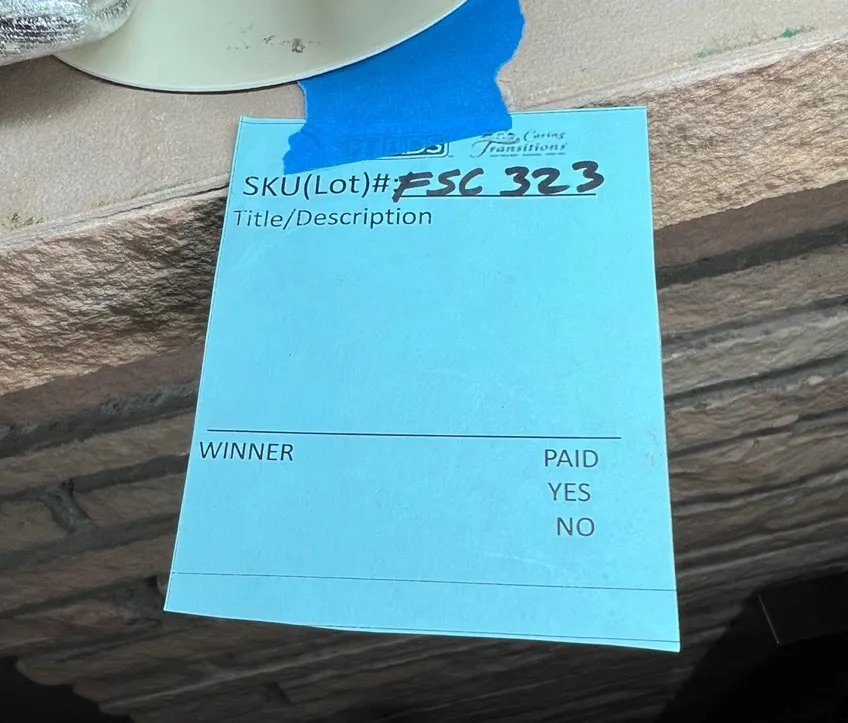 Caring
Transitions
SKU(Lot)#: FSC 323
Title/Description
WINNER PAID
YES
NO